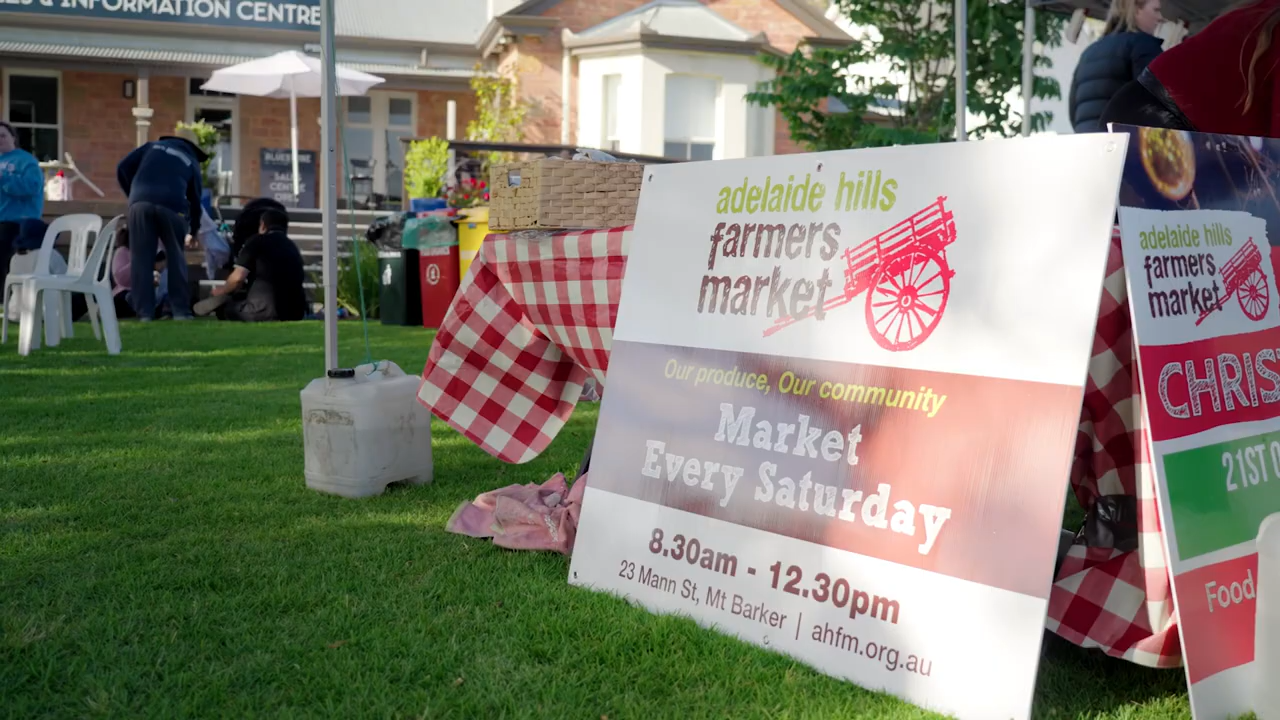 & INFORMATION CENTRE
adelaide hills
farmers
market
Our produce, Our community
Market
Every Saturday
8.30am - 12.30pm
23 Mann St, Mt Barker | ahfm.org.au
adelaide hills
farmers
market
CHRIS
21ST
Food